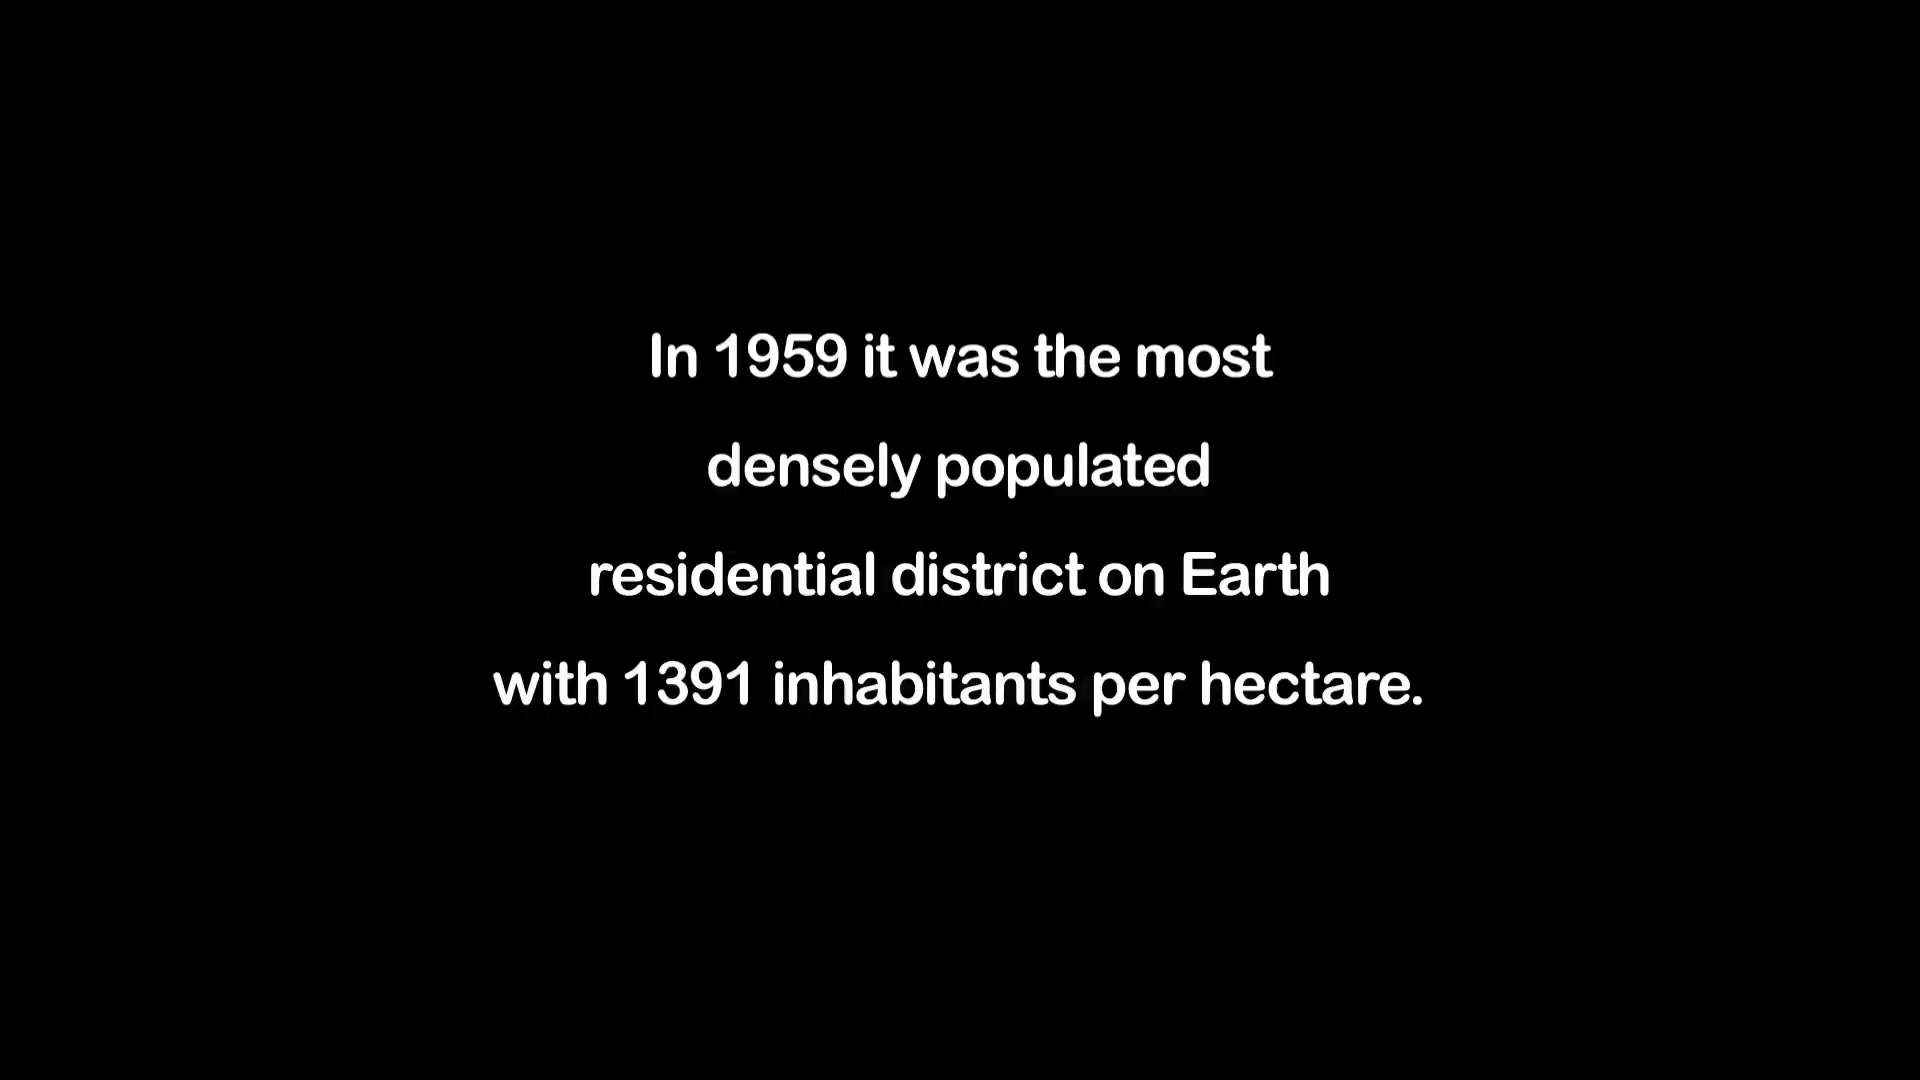 In 1959 it was the most
densely populated
residential district on Earth
with 1391 inhabitants per hectare.